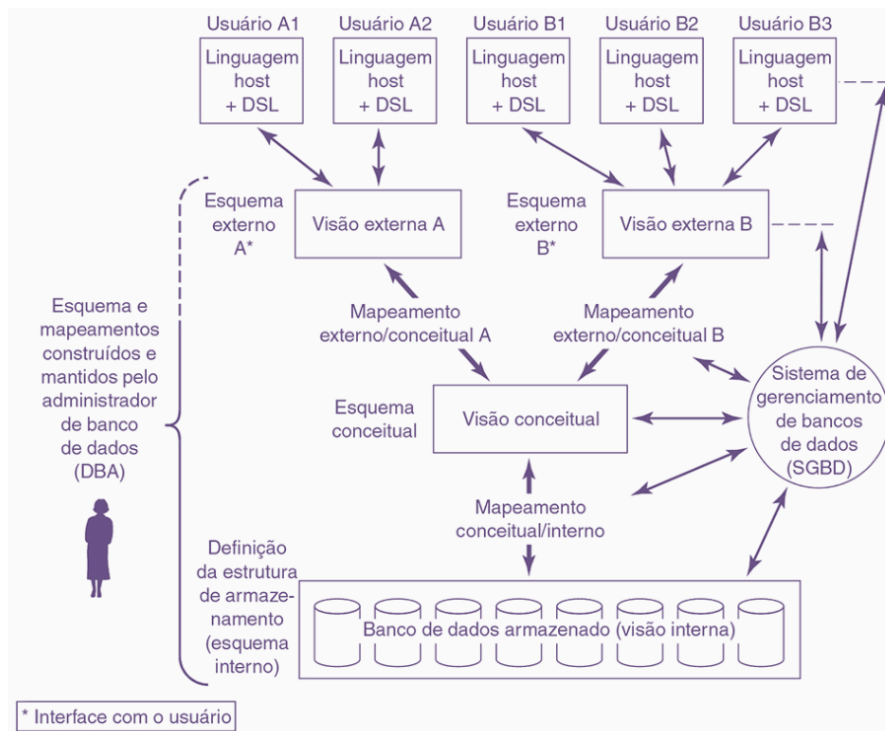 Usuário A1
Usuário A2
Usuário B1
Usuário B2
Usuário B3
Linguagem
host
+ DSL
Linguagem
host
+ DSL
Linguagem
host
+ DSL
Linguagem
host
+ DSL
Linguagem
host
+ DSL
Esquema
externo
A*
Visão externa A
Esquema
externo
B*
Visão externa B
Esquema e
mapeamentos
construídos e
mantidos pelo
administrador
de banco
de dados
(DBA)
Mapeamento
externo/conceitual A
Mapeamento
externo/conceitual B
Esquema
conceitual
Visão conceitual
Sistema de
gerenciamento
de bancos
de dados
(SGBD)
Mapeamento
conceitual/interno
Definição
da estrutura
de armaze-
namento
(esquema
interno)
Banco de dados armazenado (visão interna)
* Interface com o usuário